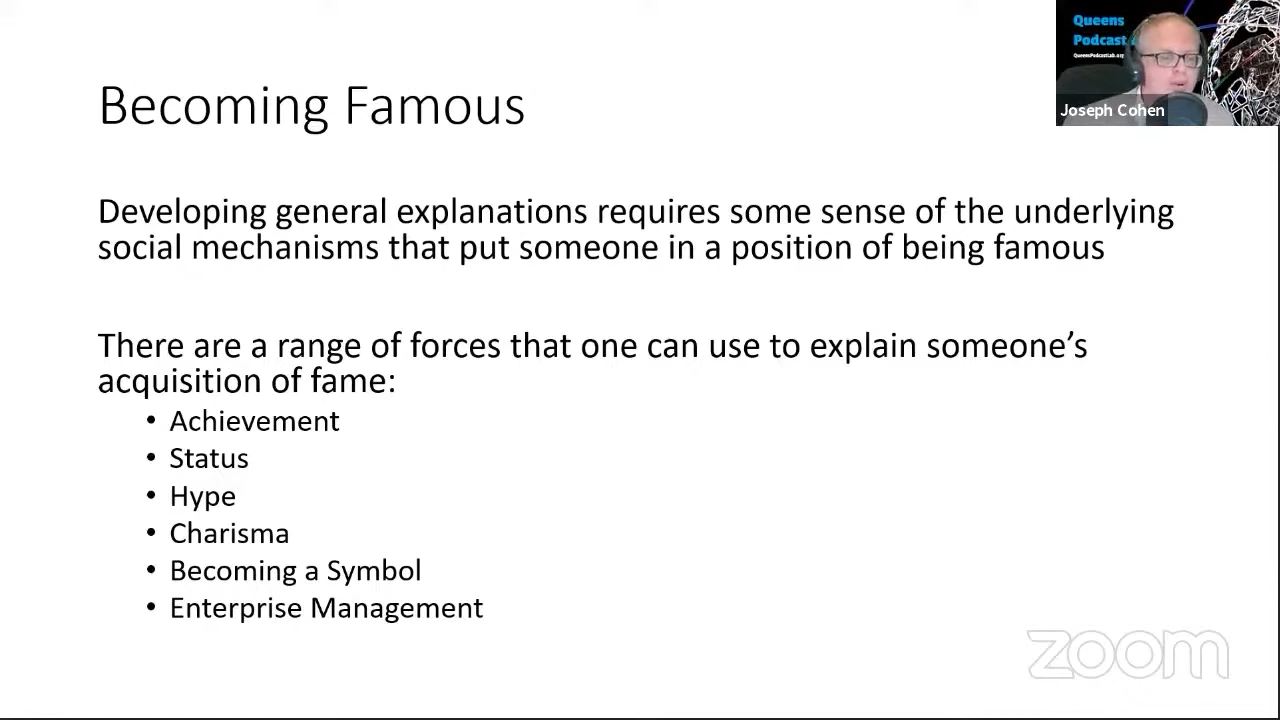 Queens
Podcast
QueensPodcastLab.org
Joseph Cohen
Becoming Famous
Developing general explanations requires some sense of the underlying
social mechanisms that put someone in a position of being famous
There are a range of forces that one can use to explain someone’s
acquisition of fame:
• Achievement
• Status
• Hype
• Charisma
• Becoming a Symbol
• Enterprise Management
zoom